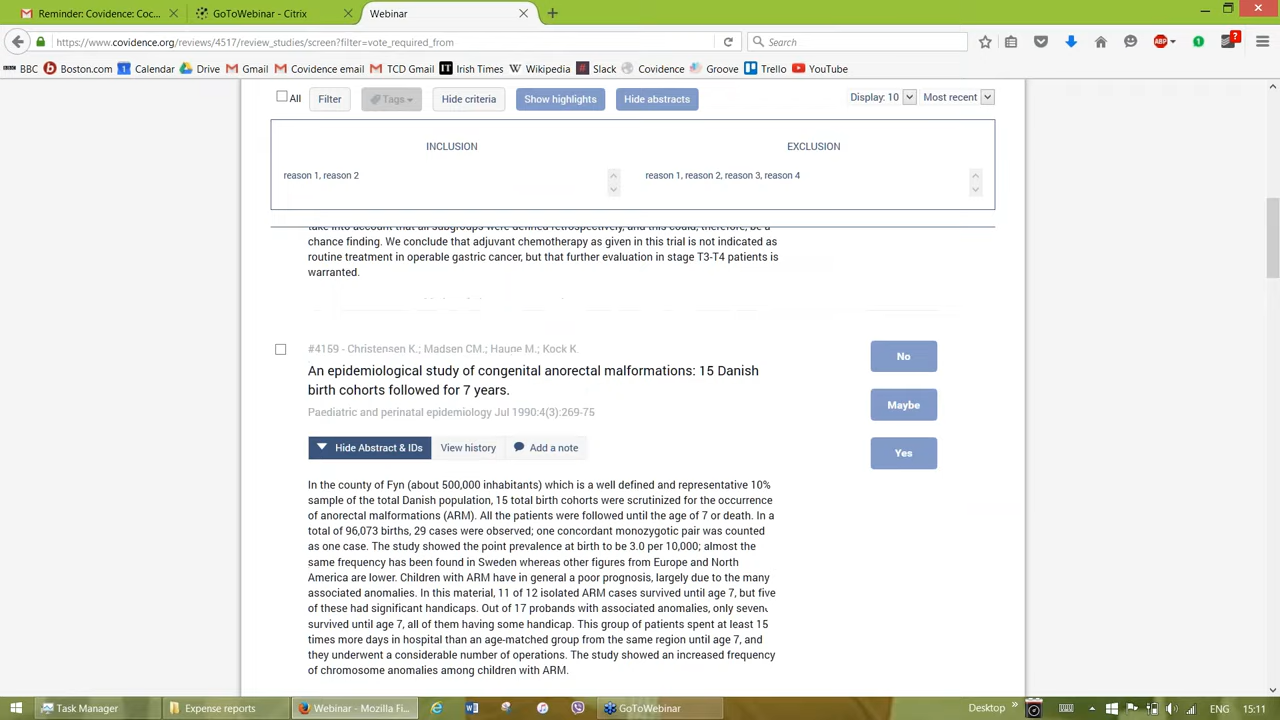 Reminder: Covidence Coc...
GoToWebinar - Citrix
Webinar
https://www.covidence.org/reviews/4517/review_studies/screen?filter=vote_required_from
Search
ABP
1
?
BBC Boston.com Calendar Drive Gmail Covidence email TCD Gmail Irish Times Wikipedia Slack Covidence Groove Trello YouTube
All Filter Tags Hide criteria Show highlights Hide abstracts Display: 10 Most recent
INCLUSION EXCLUSION
reason 1, reason 2 reason 1, reason 2, reason 3, reason 4
take into account that all subgroups were defined retrospectively, and this could, therefore, be a
chance finding. We conclude that adjuvant chemotherapy as given in this trial is not indicated as
routine treatment in operable gastric cancer, but that further evaluation in stage T3-T4 patients is
warranted.
#4159 - Christensen K.; Madsen CM.; Hauge M.; Kock K.
No
An epidemiological study of congenital anorectal malformations: 15 Danish
birth cohorts followed for 7 years.
Maybe
Paediatric and perinatal epidemiology Jul 1990:4(3):269-75
Hide Abstract & IDs View history Add a note
Yes
In the county of Fyn (about 500,000 inhabitants) which is a well defined and representative 10%
sample of the total Danish population, 15 total birth cohorts were scrutinized for the occurrence
of anorectal malformations (ARM). All the patients were followed until the age of 7 or death. In a
total of 96,073 births, 29 cases were observed; one concordant monozygotic pair was counted
as one case. The study showed the point prevalence at birth to be 3.0 per 10,000; almost the
same frequency has been found in Sweden whereas other figures from Europe and North
America are lower. Children with ARM have in general a poor prognosis, largely due to the many
associated anomalies. In this material, 11 of 12 isolated ARM cases survived until age 7, but five
of these had significant handicaps. Out of 17 probands with associated anomalies, only seven
survived until age 7, all of them having some handicap. This group of patients spent at least 15
times more days in hospital than an age-matched group from the same region until age 7, and
they underwent a considerable number of operations. The study showed an increased frequency
of chromosome anomalies among children with ARM.
Task Manager Expense reports Webinar - Mozilla Fi... GoToWebinar Desktop ENG 15:11